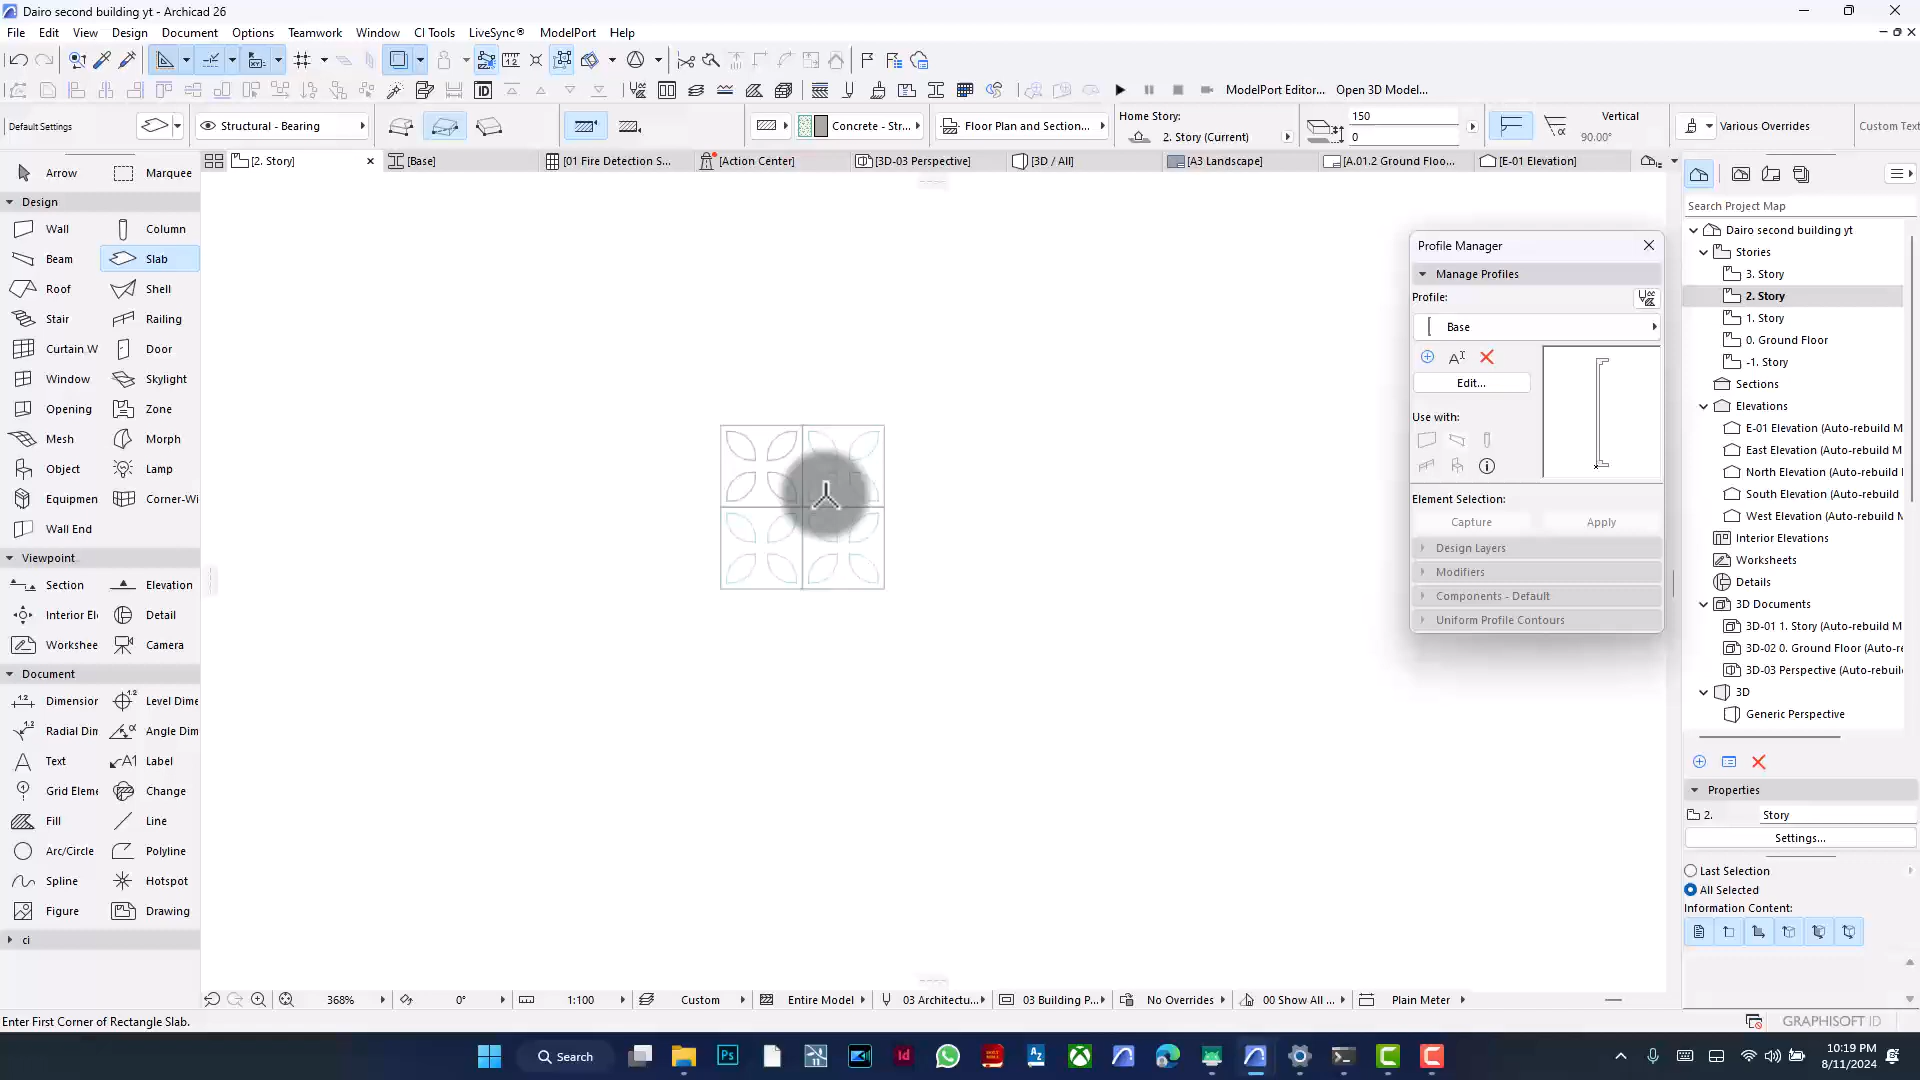 Dairo second building yt - Archicad 26
File Edit View Design Document Options Teamwork Window CI Tools LiveSync® ModelPort Help
ModelPort Editor... Open 3D Model...
Default Settings
Structural - Bearing
Concrete - Str...
Floor Plan and Section...
Home Story:
2. Story (Current)
150
0
Vertical
90.00°
Various Overrides
Custom Text
[2. Story]
[Base]
[01 Fire Detection S...
[Action Center]
[3D-03 Perspective]
[3D / All]
[A3 Landscape]
[A.01.2 Ground Floo...
[E-01 Elevation]
Arrow Marquee
Design
Wall Column
Beam Slab
Roof Shell
Stair Railing
Curtain W Door
Window Skylight
Opening Zone
Mesh Morph
Object Lamp
Equipmen Corner-Wi
Wall End
Viewpoint
Section Elevation
Interior El Detail
Workshee Camera
Document
Dimension Level Dime
Radial Dim Angle Dim
Text Label
Grid Eleme Change
Fill Line
Arc/Circle Polyline
Spline Hotspot
Figure Drawing
ci
Profile Manager
Manage Profiles
Profile:
Base
Edit...
Use with:
Element Selection:
Capture Apply
Design Layers
Modifiers
Components - Default
Uniform Profile Contours
Search Project Map
Dairo second building yt
Stories
3. Story
2. Story
1. Story
0. Ground Floor
-1. Story
Sections
Elevations
E-01 Elevation (Auto-rebuild M
East Elevation (Auto-rebuild M
North Elevation (Auto-rebuild
South Elevation (Auto-rebuild
West Elevation (Auto-rebuild M
Interior Elevations
Worksheets
Details
3D Documents
3D-01 1. Story (Auto-rebuild M
3D-02 0. Ground Floor (Auto-re
3D-03 Perspective (Auto-rebuil
3D
Generic Perspective
Properties
2. Story
Settings...
Last Selection
All Selected
Information Content:
368% 0° 1:100 Custom Entire Model 03 Architectu... 03 Building P... No Overrides 00 Show All ... Plain Meter
Enter First Corner of Rectangle Slab.
GRAPHISOFT ID
Search
10:19 PM
8/11/2024